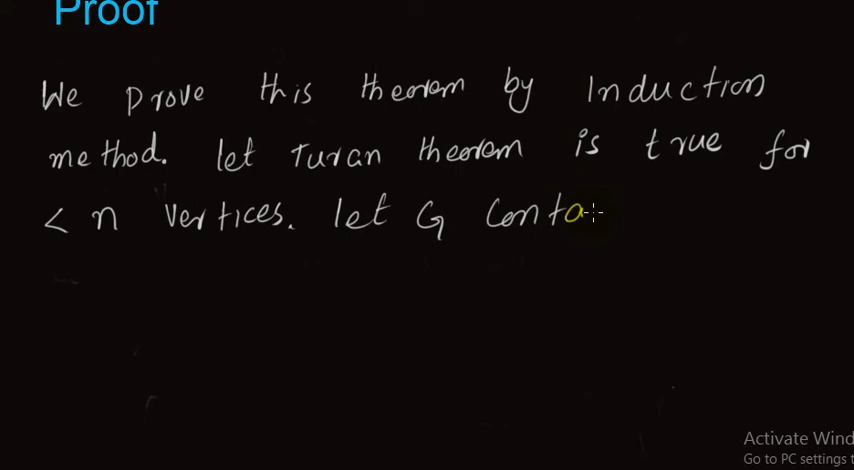 Proof
We prove this theorem by Induction
method. let Turan theorem is true for
< n vertices. let G conta
Activate Wind
Go to PC settings t